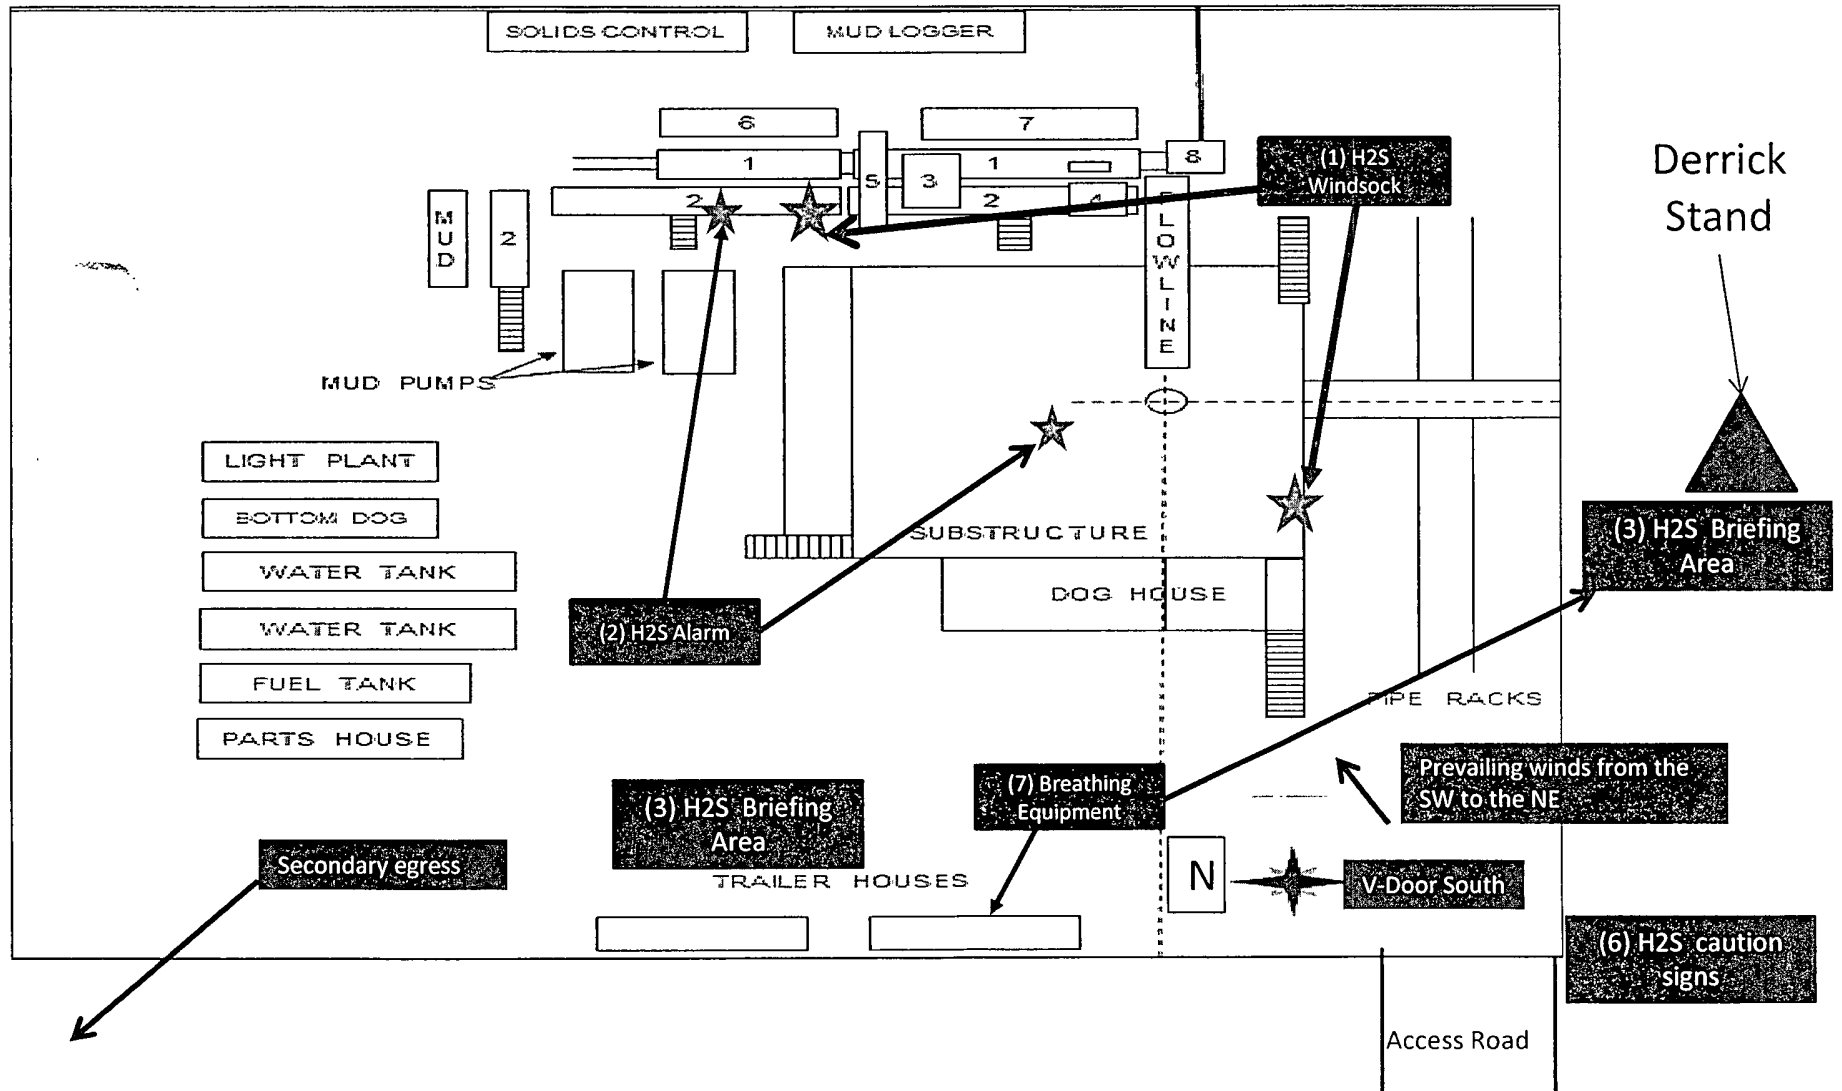 SOLIDS CONTROL
MUD LOGGER
6
7
1
1
8
5
3
2
2
4
MUD
2
FLOWLINE
(1) H2S
Windsock
Derrick
Stand
MUD PUMPS
LIGHT PLANT
BOTTOM DOG
WATER TANK
WATER TANK
FUEL TANK
PARTS HOUSE
SUBSTRUCTURE
DOG HOUSE
(2) H2S Alarm
(3) H2S Briefing
Area
PIPE RACKS
Prevailing winds from the
SW to the NE
(7) Breathing
Equipment
(3) H2S Briefing
Area
Secondary egress
TRAILER HOUSES
N
V-Door South
(6) H2S caution
signs
Access Road